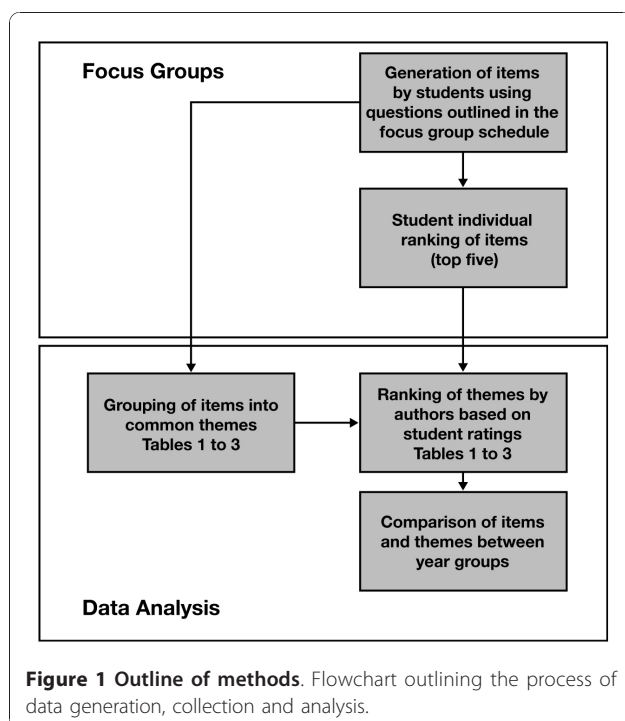 Focus Groups
Generation of items
by students using
questions outlined in the
focus group schedule
Student individual
ranking of items
(top five)
Grouping of items into
common themes
Tables 1 to 3
Ranking of themes by
authors based on
student ratings
Tables 1 to 3
Comparison of items
and themes between
year groups
Data Analysis
Figure 1 Outline of methods. Flowchart outlining the process of
data generation, collection and analysis.